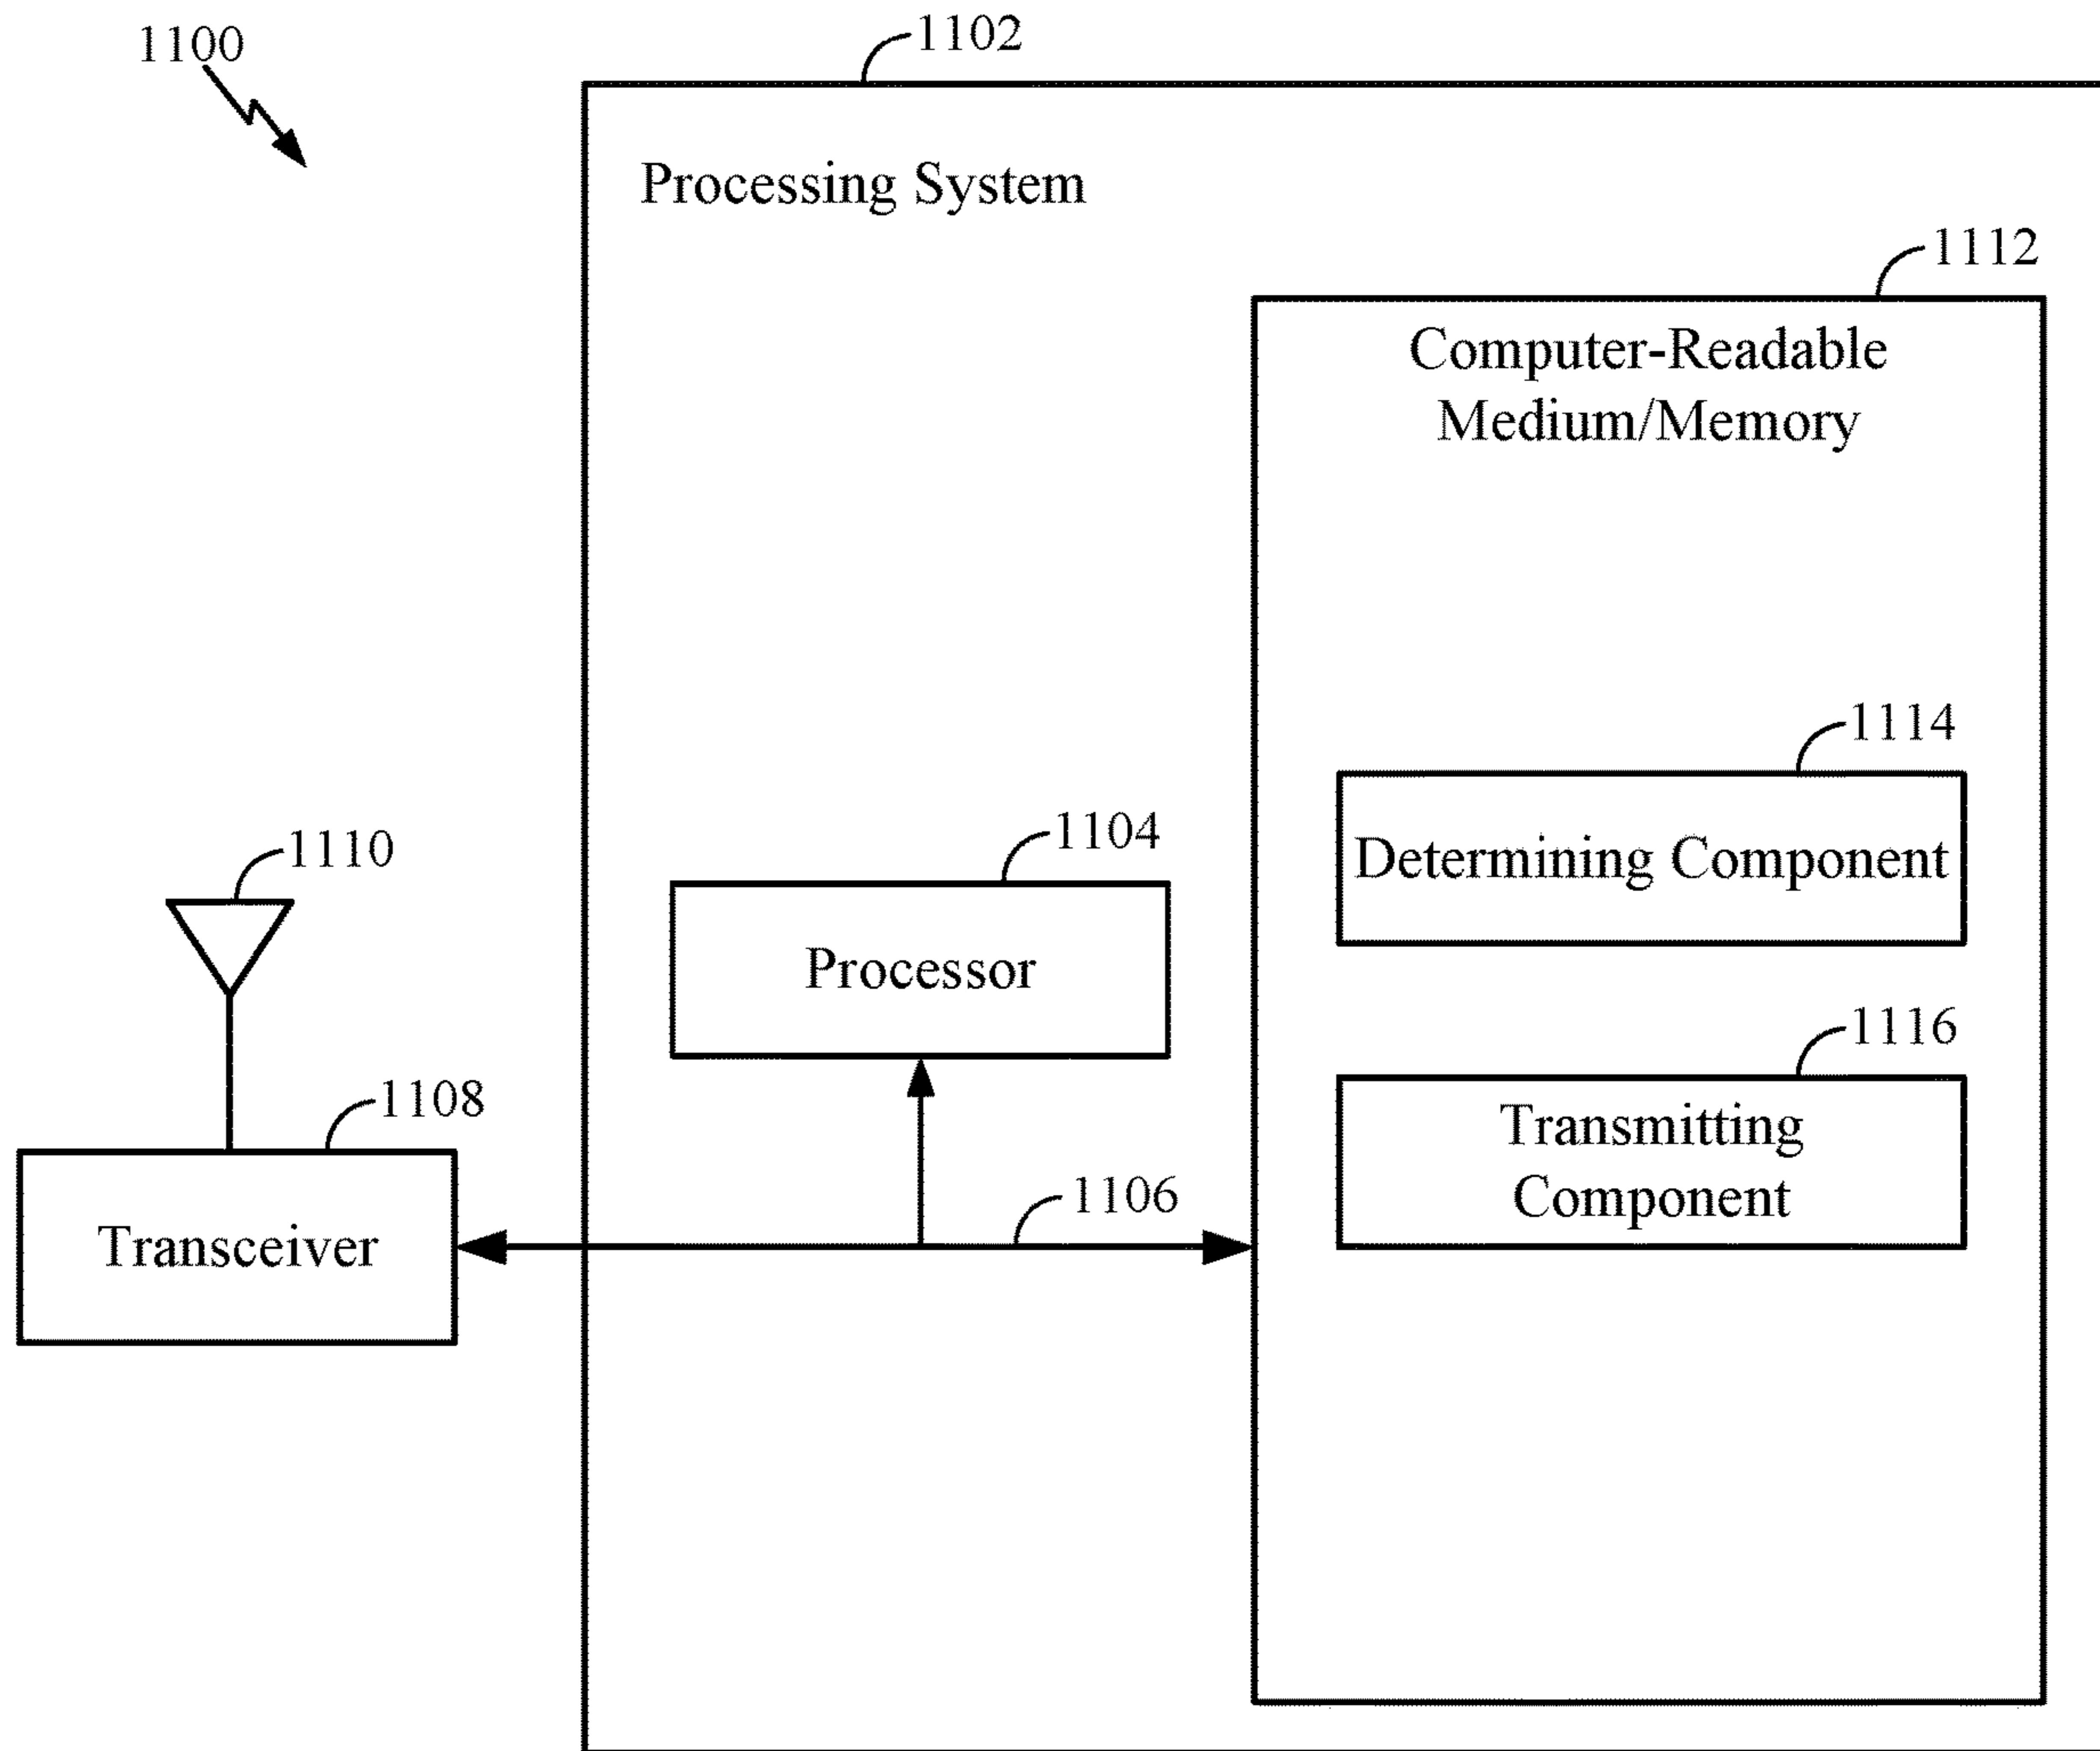 1100
1102
Processing System
1112
Computer-Readable
Medium/Memory
1114
Determining Component
1110
1104
Processor
1116
Transmitting
Component
1108
Transceiver
1106